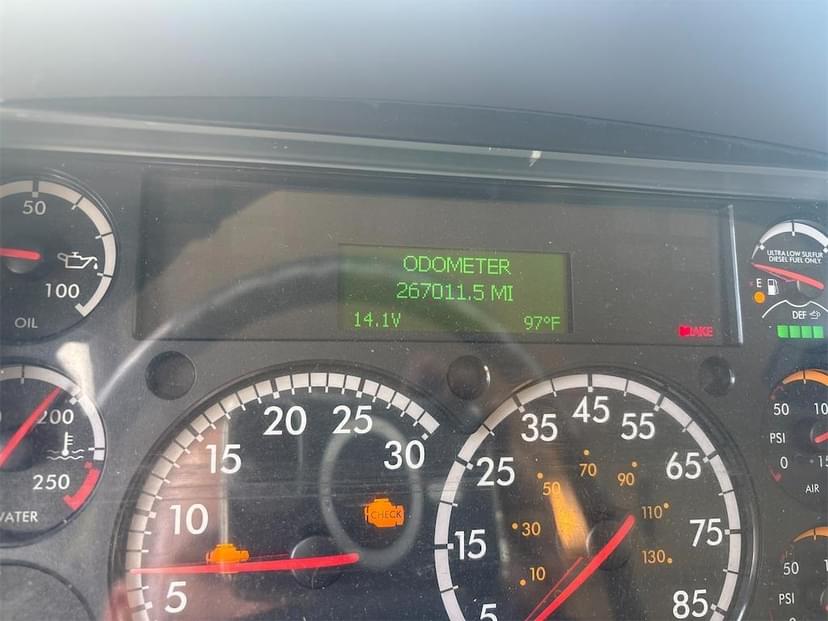 ODOMETER
267011.5 MI
14.1V
97°F
50
100
OIL
200
250
5
10
15
20
25
30
CHECK
5
15
25
35
45
55
65
75
85
10
30
50
70
90
110
130
ULTRA LOW SULFUR
DIESEL FUEL ONLY
E
DEF
50
PSI
0
AIR
50
PSI